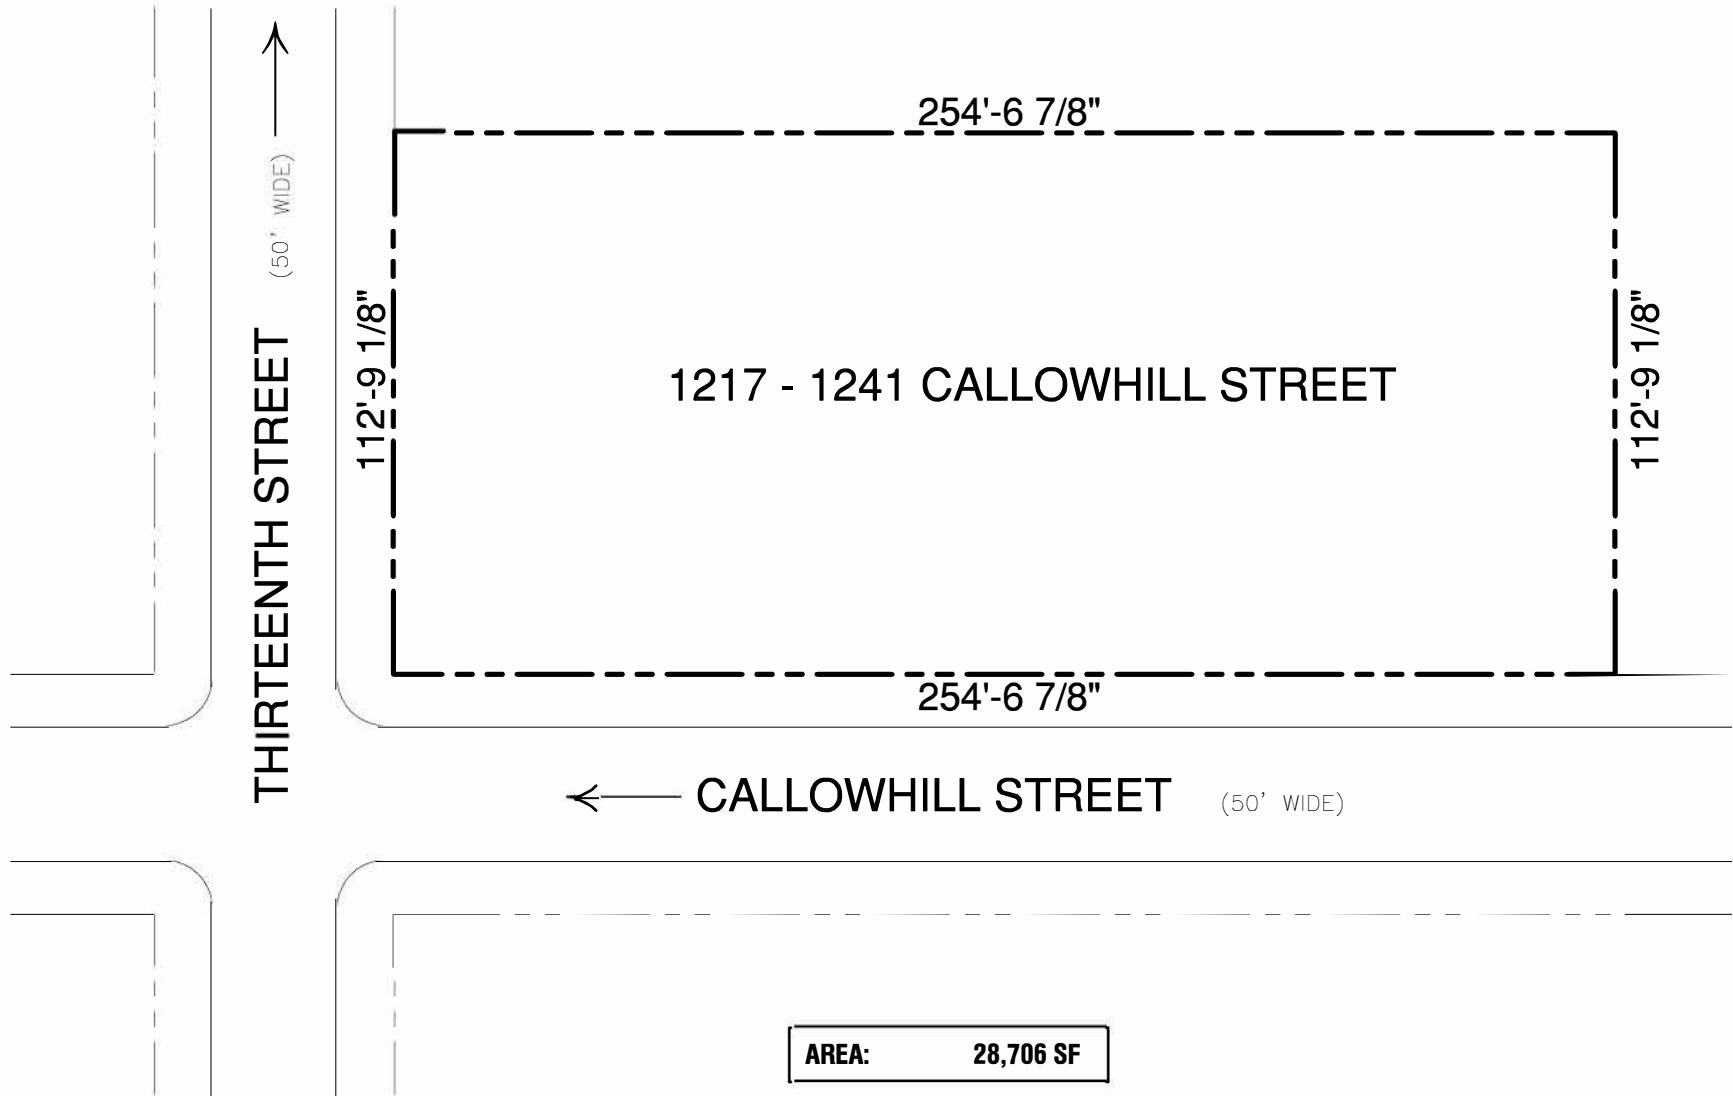 254'-6 7/8"
(50' WIDE)
THIRTEENTH STREET
112'-9 1/8"
1217 - 1241 CALLOWHILL STREET
112'-9 1/8"
254'-6 7/8"
CALLOWHILL STREET (50' WIDE)
AREA: 28,706 SF